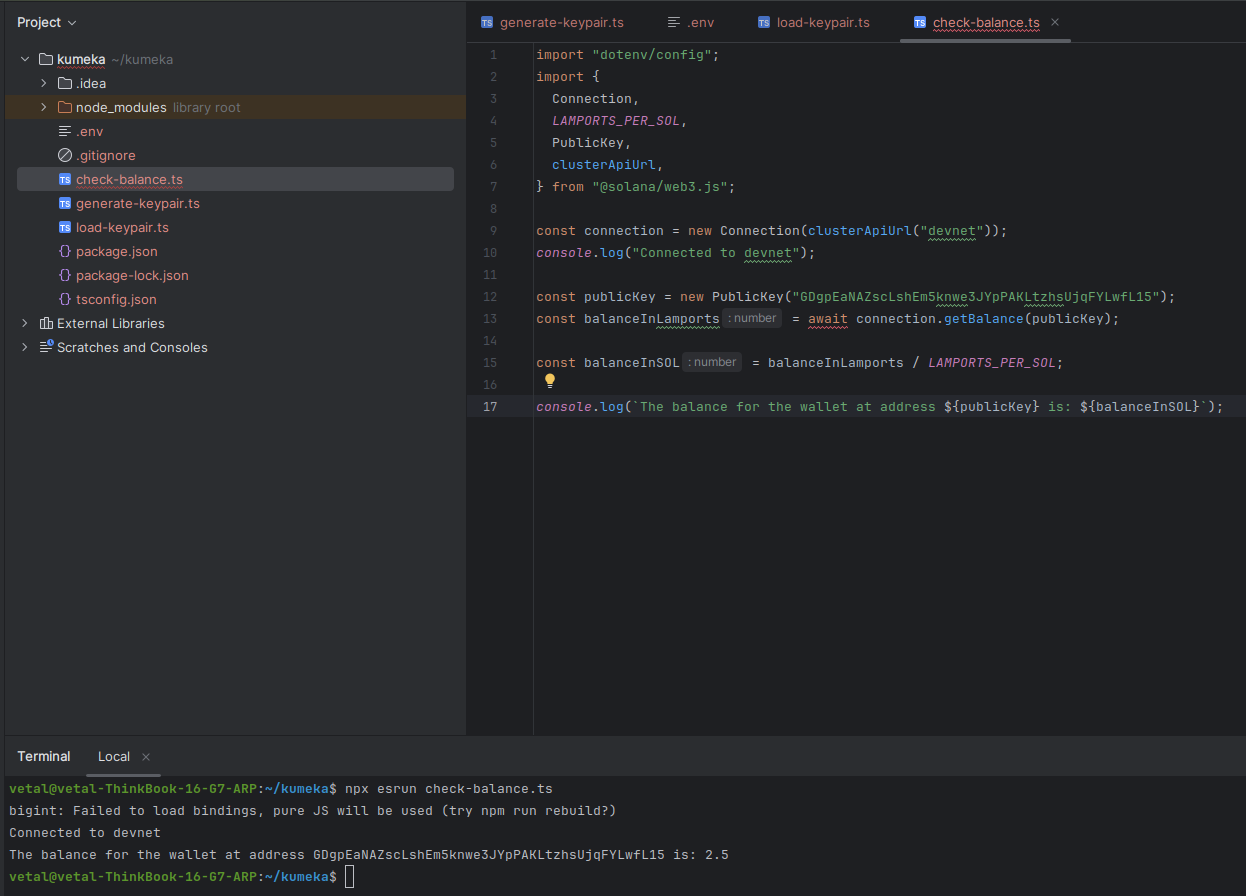 Project
kumeka ~/kumeka
.idea
node_modules library root
.env
.gitignore
check-balance.ts
generate-keypair.ts
load-keypair.ts
package.json
package-lock.json
tsconfig.json
External Libraries
Scratches and Consoles
generate-keypair.ts .env load-keypair.ts check-balance.ts
1 import "dotenv/config";
2 import {
3 Connection,
4 LAMPORTS_PER_SOL,
5 PublicKey,
6 clusterApiUrl,
7 } from "@solana/web3.js";
8
9 const connection = new Connection(clusterApiUrl("devnet"));
10 console.log("Connected to devnet");
11
12 const publicKey = new PublicKey("GDgpEaNAZscLshEm5knwe3JYpPAKLtzhsUjqFYLwfL15");
13 const balanceInLamports : number = await connection.getBalance(publicKey);
14
15 const balanceInSOL : number = balanceInLamports / LAMPORTS_PER_SOL;
16
17 console.log(`The balance for the wallet at address ${publicKey} is: ${balanceInSOL}`);
Terminal Local
vetal@vetal-ThinkBook-16-G7-ARP:~/kumeka$ npx esrun check-balance.ts
bigint: Failed to load bindings, pure JS will be used (try npm run rebuild?)
Connected to devnet
The balance for the wallet at address GDgpEaNAZscLshEm5knwe3JYpPAKLtzhsUjqFYLwfL15 is: 2.5
vetal@vetal-ThinkBook-16-G7-ARP:~/kumeka$